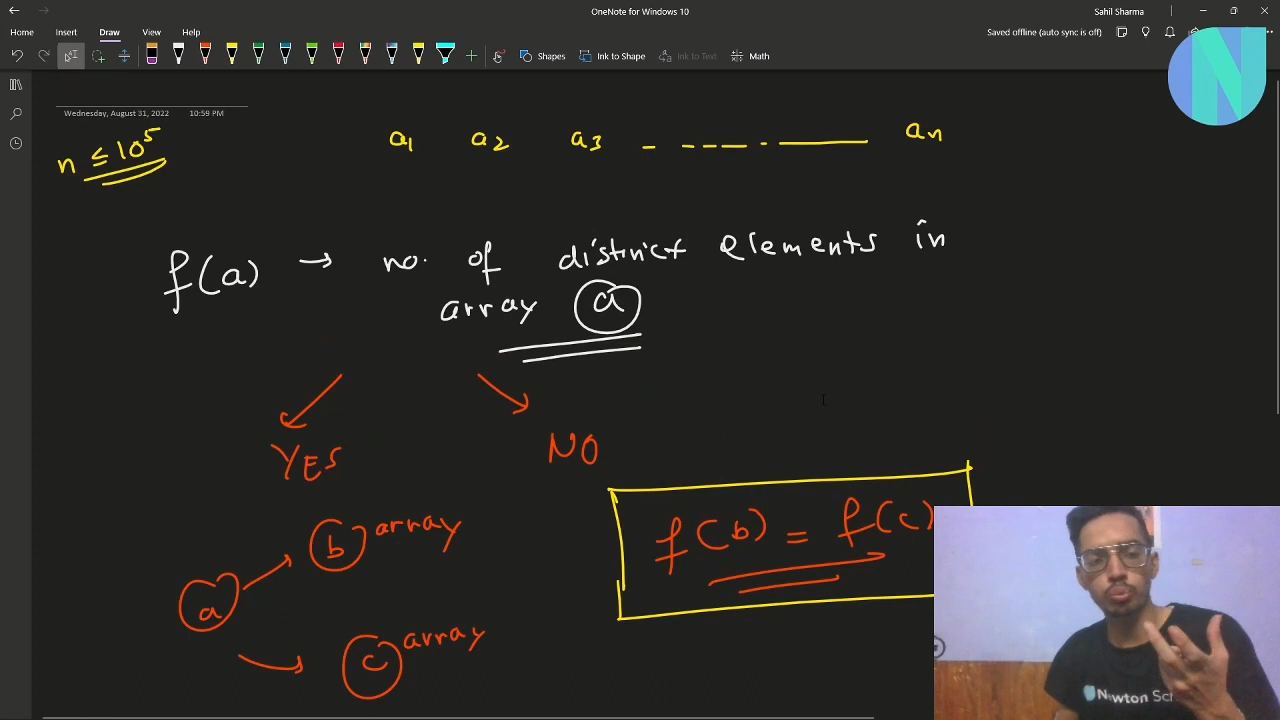 OneNote for Windows 10
Sahil Sharma
Home Insert Draw View Help
Saved offline (auto sync is off)
Shapes Ink to Shape Ink to Text Math
Wednesday, August 31, 2022 10:59 PM
n ≤ 10^5
a1 a2 a3 - - - - - - an
f(a) → no. of distinct elements in
array a
YES NO
b array
f(b) = f(c)
a
c array
Newton Sc